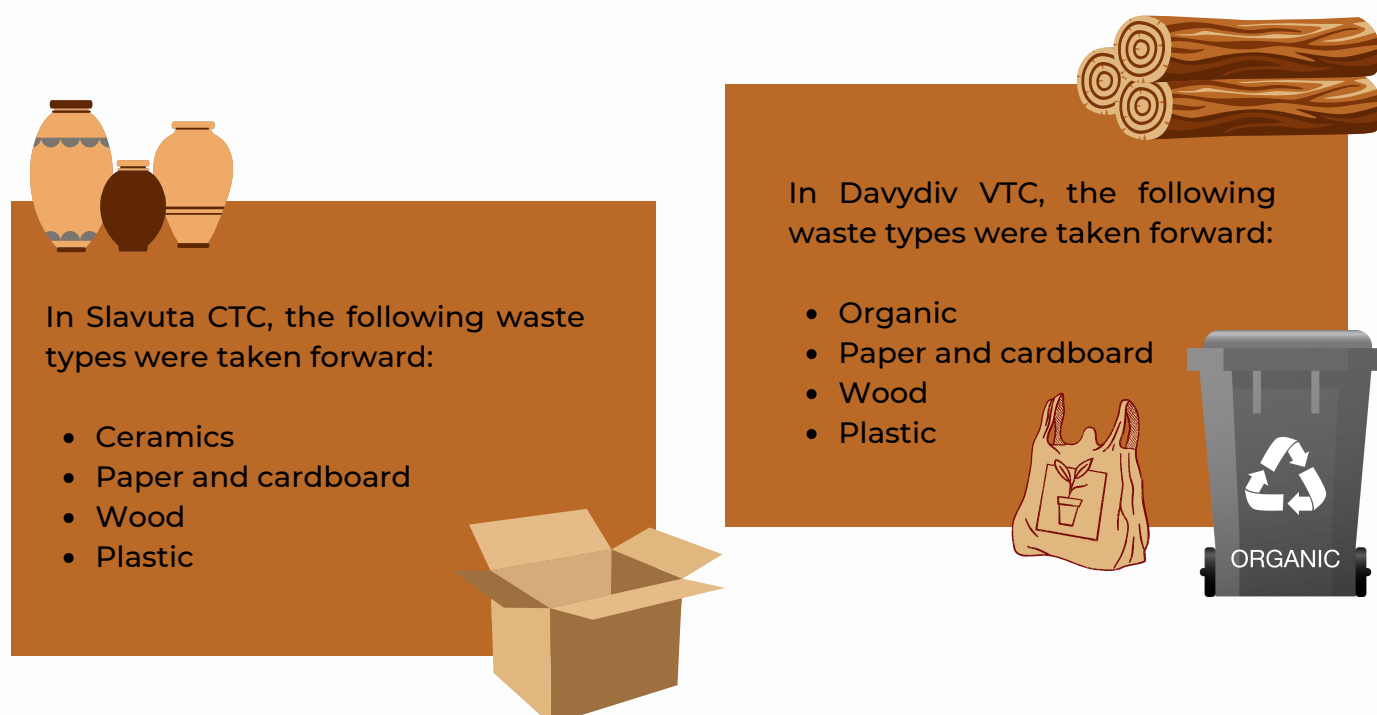 In Slavuta CTC, the following waste
types were taken forward:
• Ceramics
• Paper and cardboard
• Wood
• Plastic
In Davydiv VTC, the following
waste types were taken forward:
• Organic
• Paper and cardboard
• Wood
• Plastic
ORGANIC